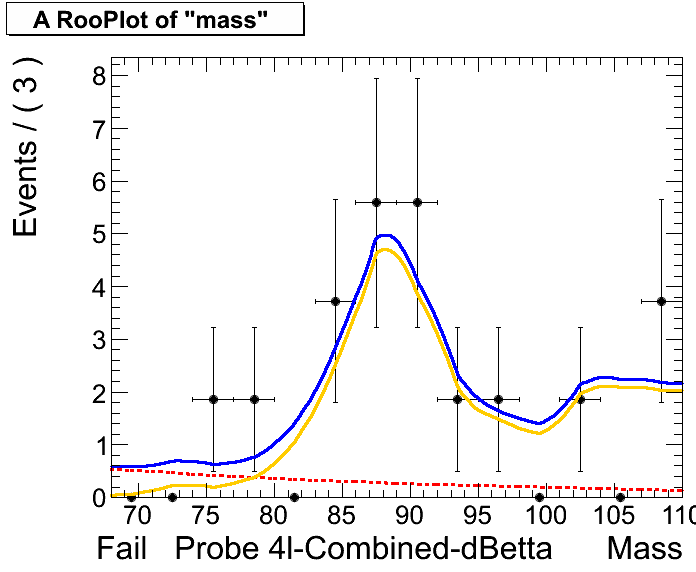 A RooPlot of "mass"
Events / ( 3 )
8
7
6
5
4
3
2
1
0
70 75 80 85 90 95 100 105 110
Fail Probe 4l-Combined-dBetta Mass